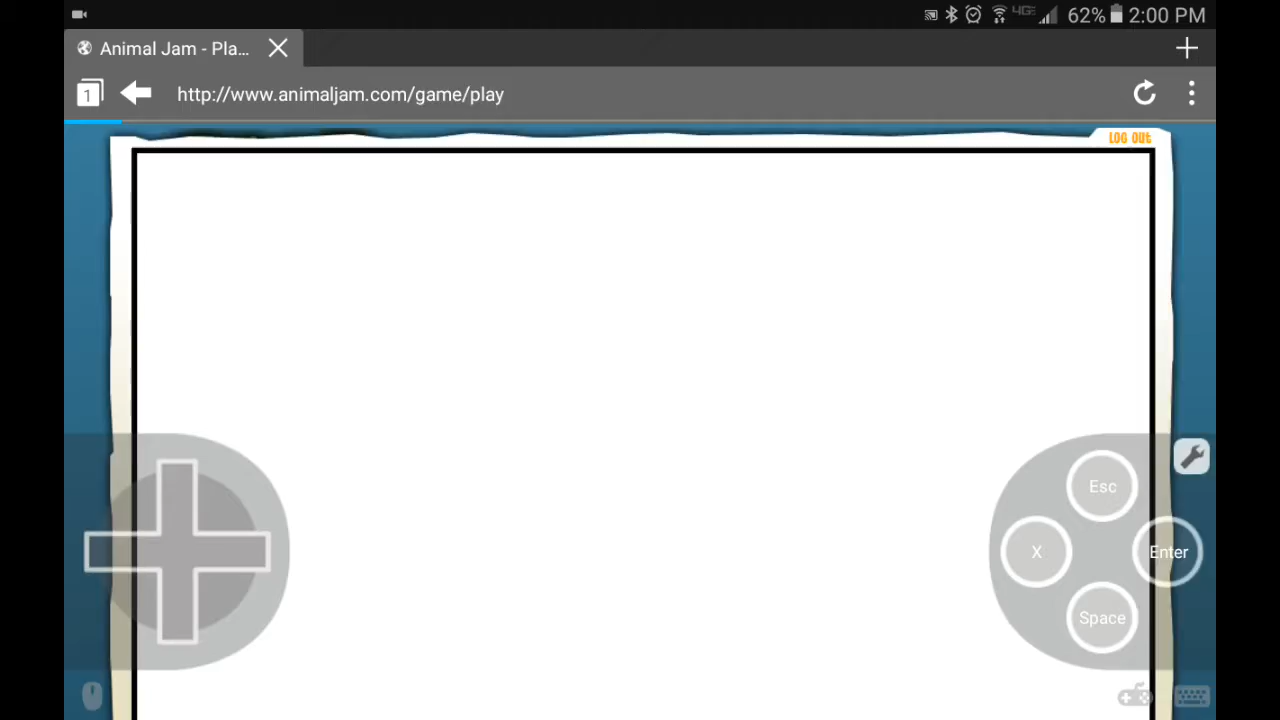 4GE 62% 2:00 PM
Animal Jam - Pla...
1 http://www.animaljam.com/game/play
LOG OUT
Esc
X Enter
Space